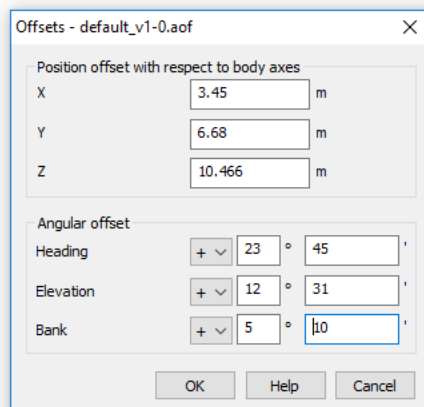 Offsets - default_v1-0.aof
Position offset with respect to body axes
X 3.45 m
Y 6.68 m
Z 10.466 m
Angular offset
Heading + 23 ° 45 '
Elevation + 12 ° 31 '
Bank + 5 ° 10 '
OK Help Cancel